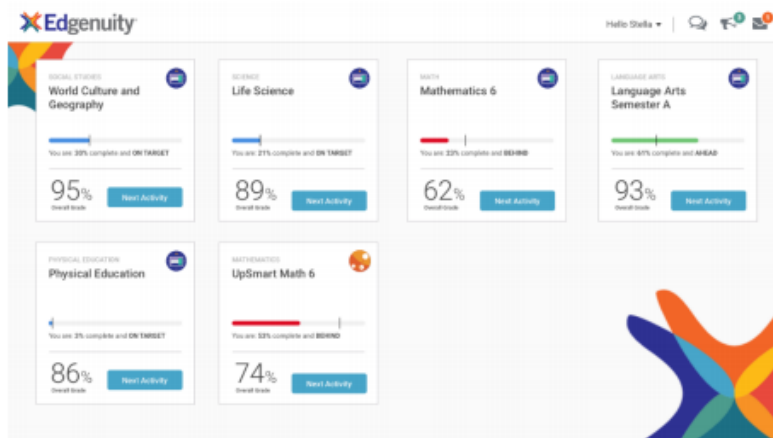 Edgenuity
Hello Stella
SOCIAL STUDIES
World Culture and
Geography
You are 30% complete and ON TARGET
95%
Overall Grade
Next Activity
SCIENCE
Life Science
You are 21% complete and ON TARGET
89%
Overall Grade
Next Activity
MATH
Mathematics 6
You are 23% complete and BEHIND
62%
Overall Grade
Next Activity
LANGUAGE ARTS
Language Arts
Semester A
You are 61% complete and AHEAD
93%
Overall Grade
Next Activity
PHYSICAL EDUCATION
Physical Education
You are 3% complete and ON TARGET
86%
Overall Grade
Next Activity
MATHEMATICS
UpSmart Math 6
You are 53% complete and BEHIND
74%
Overall Grade
Next Activity